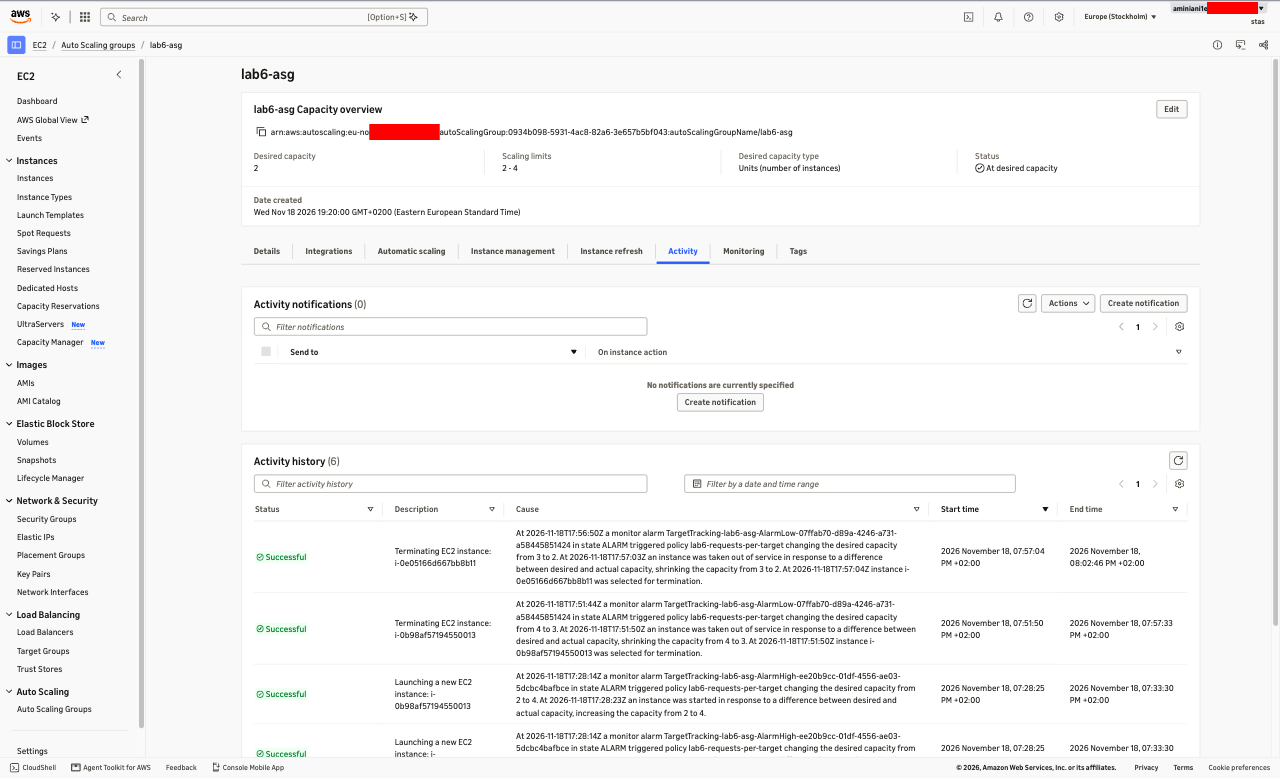 aws
Search
[Option+S]
Europe (Stockholm)
aminiani1e
stas
EC2 / Auto Scaling groups / lab6-asg
EC2
Dashboard
AWS Global View
Events
Instances
Instances
Instance Types
Launch Templates
Spot Requests
Savings Plans
Reserved Instances
Dedicated Hosts
Capacity Reservations
UltraServers New
Capacity Manager New
Images
AMIs
AMI Catalog
Elastic Block Store
Volumes
Snapshots
Lifecycle Manager
Network & Security
Security Groups
Elastic IPs
Placement Groups
Key Pairs
Network Interfaces
Load Balancing
Load Balancers
Target Groups
Trust Stores
Auto Scaling
Auto Scaling Groups
Settings
lab6-asg
lab6-asg Capacity overview
Edit
arn:aws:autoscaling:eu-no autoScalingGroup:0934b098-5931-4ac8-82a6-3e657b5bf043:autoScalingGroupName/lab6-asg
Desired capacity
2
Scaling limits
2 - 4
Desired capacity type
Units (number of instances)
Status
At desired capacity
Date created
Wed Nov 18 2026 19:20:00 GMT+0200 (Eastern European Standard Time)
Details
Integrations
Automatic scaling
Instance management
Instance refresh
Activity
Monitoring
Tags
Activity notifications (0)
Actions
Create notification
Filter notifications
1
Send to
On instance action
No notifications are currently specified
Create notification
Activity history (6)
Filter activity history
Filter by a date and time range
1
Status
Description
Cause
Start time
End time
Successful
Terminating EC2 instance:
i-0e05166d667bb8b11
At 2026-11-18T17:56:50Z a monitor alarm TargetTracking-lab6-asg-AlarmLow-07ffab70-d89a-4246-a731-
a58445851424 in state ALARM triggered policy lab6-requests-per-target changing the desired capacity
from 3 to 2. At 2026-11-18T17:57:03Z an instance was taken out of service in response to a difference
between desired and actual capacity, shrinking the capacity from 3 to 2. At 2026-11-18T17:57:04Z instance i-
0e05166d667bb8b11 was selected for termination.
2026 November 18, 07:57:04
PM +02:00
2026 November 18,
08:02:46 PM +02:00
Successful
Terminating EC2 instance:
i-0b98af57194550013
At 2026-11-18T17:51:44Z a monitor alarm TargetTracking-lab6-asg-AlarmLow-07ffab70-d89a-4246-a731-
a58445851424 in state ALARM triggered policy lab6-requests-per-target changing the desired capacity
from 4 to 3. At 2026-11-18T17:51:50Z an instance was taken out of service in response to a difference between
desired and actual capacity, shrinking the capacity from 4 to 3. At 2026-11-18T17:51:50Z instance i-
0b98af57194550013 was selected for termination.
2026 November 18, 07:51:50
PM +02:00
2026 November 18, 07:57:33
PM +02:00
Successful
Launching a new EC2
instance: i-
0b98af57194550013
At 2026-11-18T17:28:14Z a monitor alarm TargetTracking-lab6-asg-AlarmHigh-ee20b9cc-01df-4556-ae03-
5dcbc4bafbce in state ALARM triggered policy lab6-requests-per-target changing the desired capacity from
2 to 4. At 2026-11-18T17:28:23Z an instance was started in response to a difference between desired and
actual capacity, increasing the capacity from 2 to 4.
2026 November 18, 07:28:25
PM +02:00
2026 November 18, 07:33:30
PM +02:00
Successful
Launching a new EC2
instance: i-
At 2026-11-18T17:28:14Z a monitor alarm TargetTracking-lab6-asg-AlarmHigh-ee20b9cc-01df-4556-ae03-
5dcbc4bafbce in state ALARM triggered policy lab6-requests-per-target changing the desired capacity from
2026 November 18, 07:28:25
2026 November 18, 07:33:30
CloudShell
Agent Toolkit for AWS
Feedback
Console Mobile App
© 2026, Amazon Web Services, Inc. or its affiliates.
Privacy
Terms
Cookie preferences